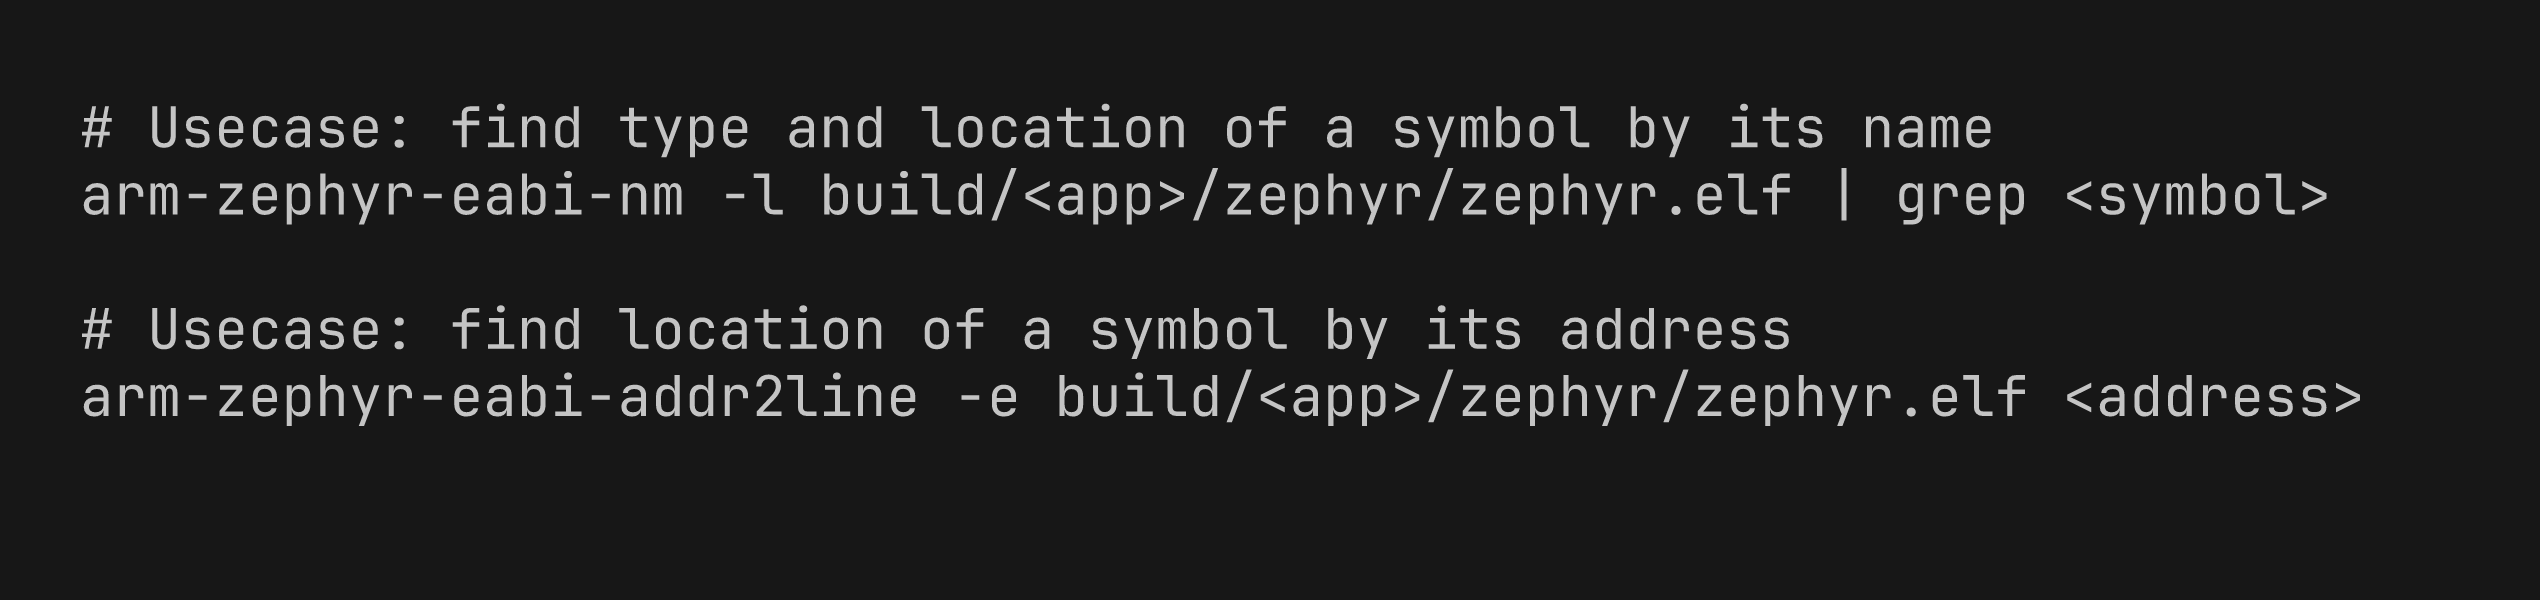 # Usecase: find type and location of a symbol by its name
arm-zephyr-eabi-nm -l build/<app>/zephyr/zephyr.elf | grep <symbol>
# Usecase: find location of a symbol by its address
arm-zephyr-eabi-addr2line -e build/<app>/zephyr/zephyr.elf <address>